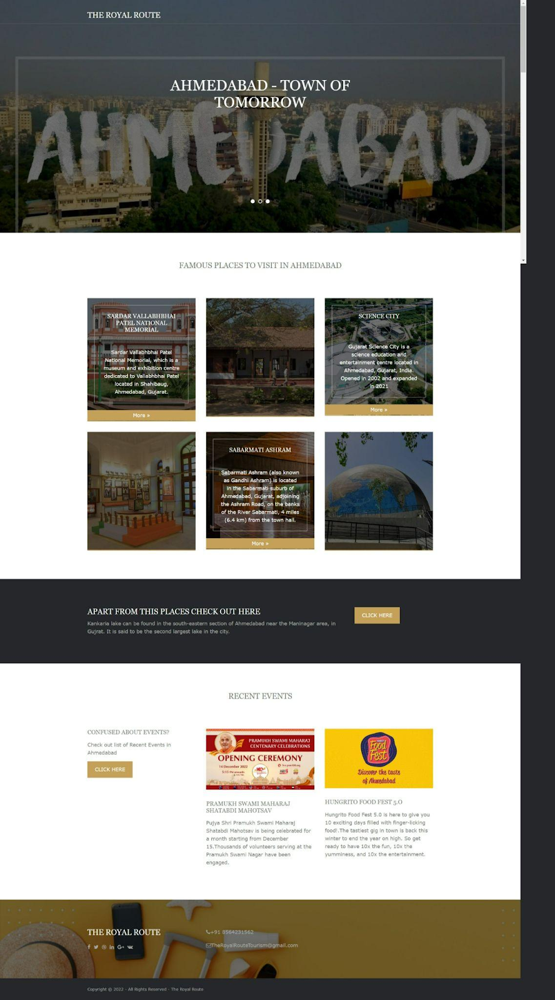 THE ROYAL ROUTE
AHMEDABAD - TOWN OF
TOMORROW
AHMEDABAD
FAMOUS PLACES TO VISIT IN AHMEDABAD
SARDAR VALLABHBHAI
PATEL NATIONAL
MEMORIAL
Sardar Vallabhbhai Patel
National Memorial, which is a
museum and exhibition centre
dedicated to Vallabhbhai Patel
located in Shahibaug,
Ahmedabad, Gujarat.
More »
SCIENCE CITY
Gujarat Science City is a
science education and
entertainment centre located in
Ahmedabad, Gujarat, India.
Opened in 2002 and expanded
in 2021
More »
SABARMATI ASHRAM
Sabarmati Ashram (also known
as Gandhi Ashram) is located
in the Sabarmati suburb of
Ahmedabad, Gujarat, adjoining
the Ashram Road, on the banks
of the River Sabarmati, 4 miles
(6.4 km) from the town hall.
More »
APART FROM THIS PLACES CHECK OUT HERE
Kankaria lake can be found in the south-eastern section of Ahmedabad near the Maninagar area, in
Gujrat. It is said to be the second largest lake in the city.
CLICK HERE
RECENT EVENTS
CONFUSED ABOUT EVENTS?
Check out list of Recent Events in
Ahmedabad
CLICK HERE
PRAMUKH SWAMI MAHARAJ
CENTENARY CELEBRATIONS
OPENING CEREMONY
14 December 2022
PRAMUKH SWAMI MAHARAJ
SHATABDI MAHOTSAV
Pujya Shri Pramukh Swami Maharaj
Shatabdi Mahotsav is being celebrated for
a month starting from December
15.Thousands of volunteers serving at the
Pramukh Swami Nagar have been
engaged.
Food
Fest
Discover the taste
of Ahmedabad
HUNGRITO FOOD FEST 5.O
Hungrito Food Fest 5.0 is here to give you
10 exciting days filled with finger-licking
food!.The tastiest gig in town is back this
winter to end the year on high. So get
ready to have 10x the fun, 10x the
yumminess, and 10x the entertainment.
THE ROYAL ROUTE
+91 8564231562
TheRoyalRouteTourism@gmail.com
Copyright © 2022 - All Rights Reserved - The Royal Route